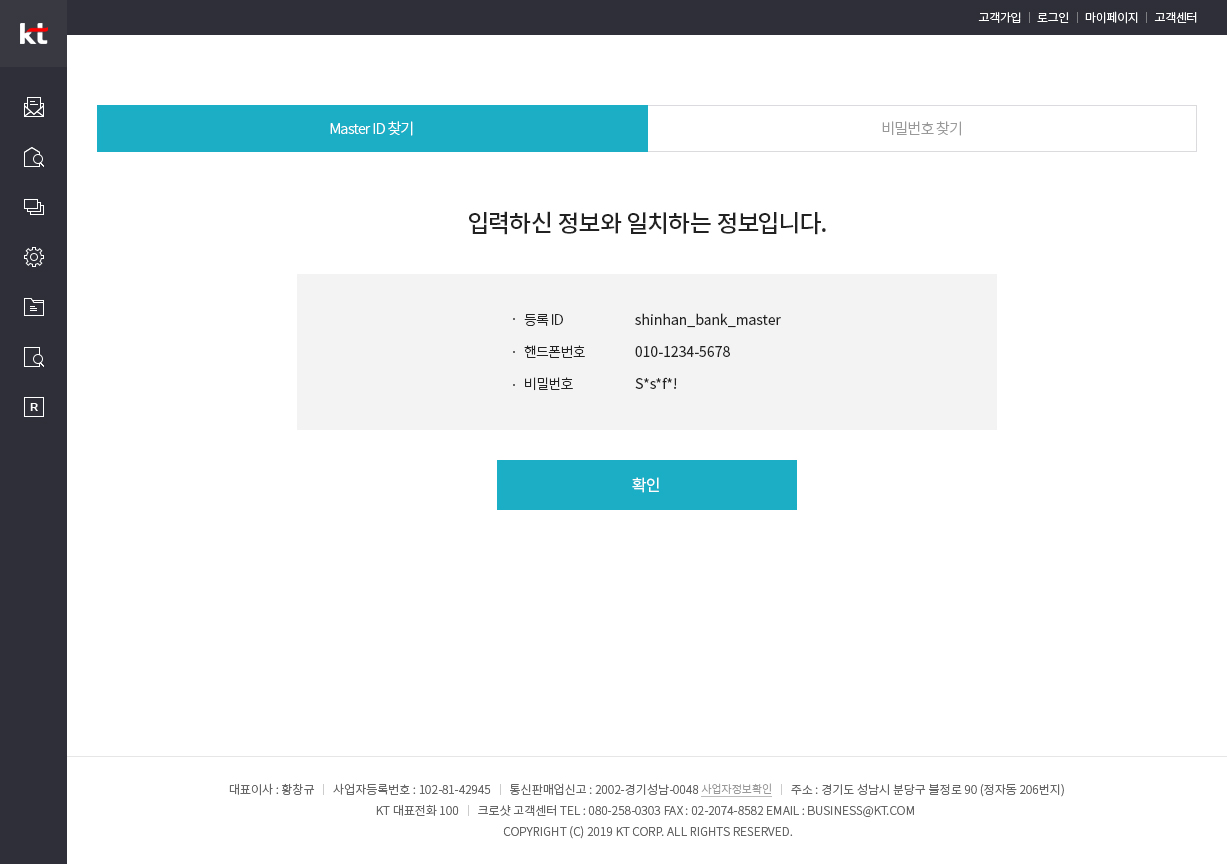 kt
고객가입 로그인 마이페이지 고객센터
Master ID 찾기
비밀번호 찾기
입력하신 정보와 일치하는 정보입니다.
· 등록 ID shinhan_bank_master
· 핸드폰번호 010-1234-5678
· 비밀번호 S*s*f*!
확인
R
대표이사 : 황창규 사업자등록번호 : 102-81-42945 통신판매업신고 : 2002-경기성남-0048 사업자정보확인 주소 : 경기도 성남시 분당구 불정로 90 (정자동 206번지)
KT 대표전화 100 크로샷 고객센터 TEL : 080-258-0303 FAX : 02-2074-8582 EMAIL : BUSINESS@KT.COM
COPYRIGHT (C) 2019 KT CORP. ALL RIGHTS RESERVED.